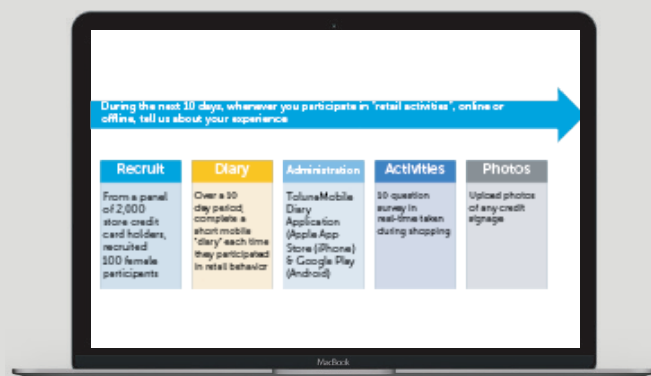 During the next 10 days, whenever you participate in "retail activities", online or
offline, tell us about your experience
Recruit
From a panel
of 2,000
store credit
card holders,
recruited
100 female
participants
Diary
Over a 10
day period,
complete a
short mobile
"diary" each time
they participated
in retail behavior
Administration
ToluneMobile
Diary
Application
(Apple App
Store (iPhone)
& Google Play
(Android)
Activities
10 question
survey in
real-time taken
during shopping
Photos
Upload photos
of any credit
signage
MacBook